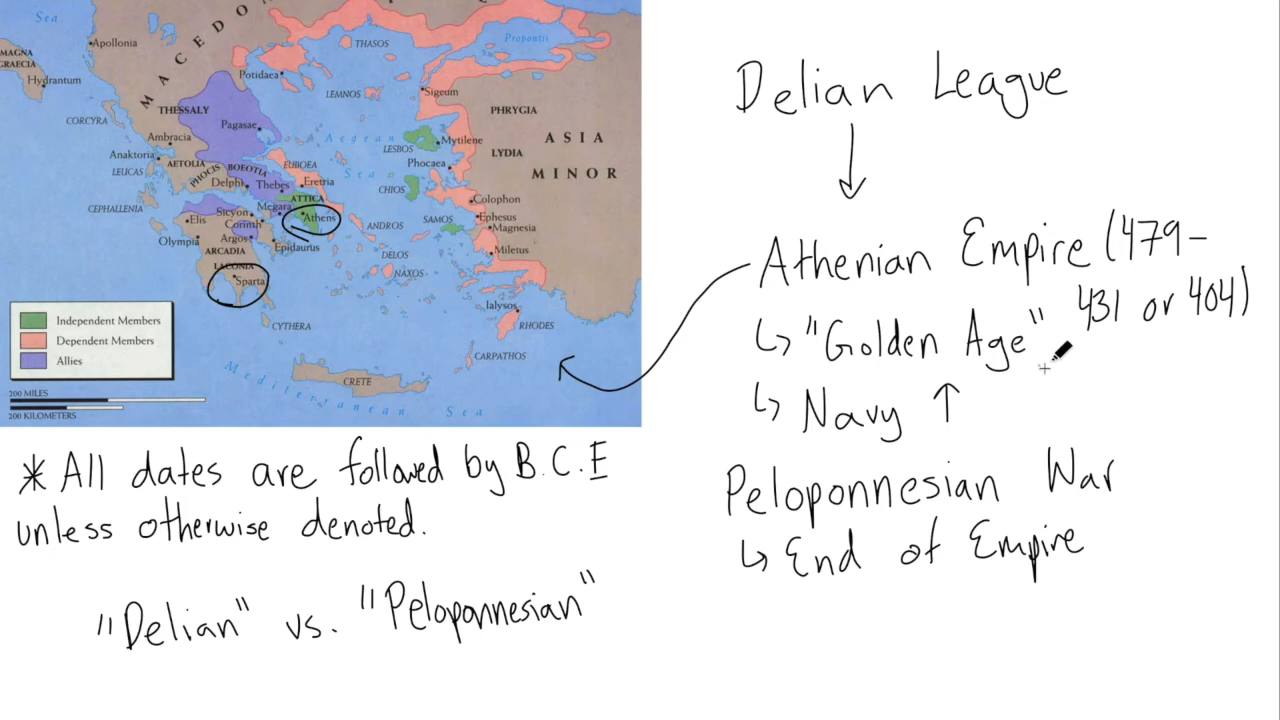 Sea
MACEDON
MAGNA
GRAECIA
Apollonia
THASOS
Propontis
Hydrantum
Potidaea
LEMNOS
Sigeum
CORCYRA
THESSALY
PHRYGIA
Pagasae
ASIA
Ambracia
Aegean
Mytilene
LESBOS
LYDIA
Anaktoria
AETOLIA
PHOCIS
BOEOTIA
EUBOEA
Sea
Phocaea
MINOR
LEUCAS
Delphi
Thebes
Eretria
CHIOS
CEPHALLENIA
ATTICA
Colophon
Elis
Sicyon
Megara
Athens
SAMOS
Ephesus
Corinth
ANDROS
Magnesia
Olympia
Argos
Epidaurus
Miletus
ARCADIA
DELOS
LACONIA
NAXOS
Sparta
Ialysos
CYTHERA
RHODES
CARPATHOS
CRETE
Mediterranean Sea
Independent Members
Dependent Members
Allies
200 MILES
200 KILOMETERS
* All dates are followed by B.C.E
unless otherwise denoted.
"Delian" vs. "Peloponnesian"
Delian League
Athenian Empire (479-
431 or 404)
↳ "Golden Age"
↳ Navy ↑
Peloponnesian War
↳ End of Empire